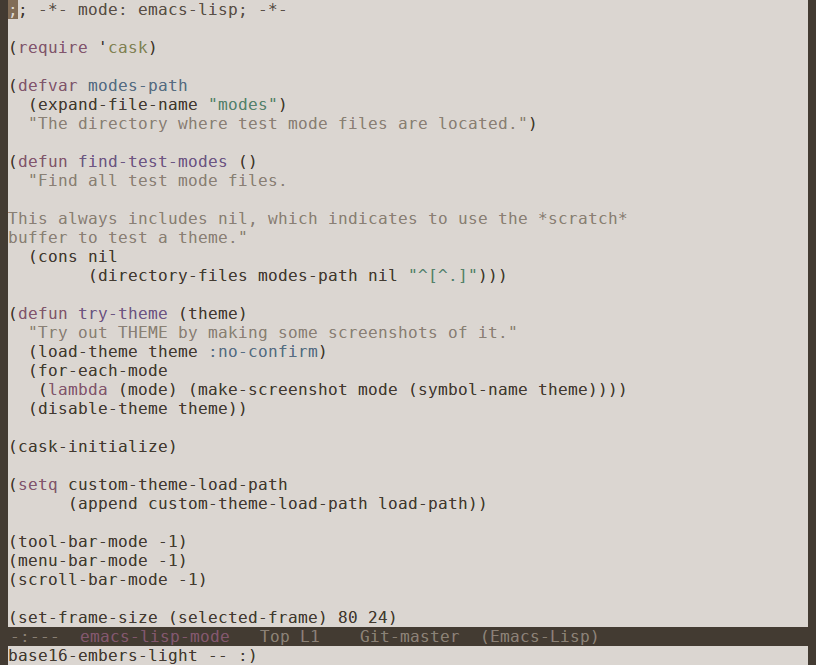 ;; -*- mode: emacs-lisp; -*-

(require 'cask)

(defvar modes-path
  (expand-file-name "modes")
  "The directory where test mode files are located.")

(defun find-test-modes ()
  "Find all test mode files.

This always includes nil, which indicates to use the *scratch*
buffer to test a theme."
  (cons nil
        (directory-files modes-path nil "^[^.]")))

(defun try-theme (theme)
  "Try out THEME by making some screenshots of it."
  (load-theme theme :no-confirm)
  (for-each-mode
   (lambda (mode) (make-screenshot mode (symbol-name theme))))
  (disable-theme theme))

(cask-initialize)

(setq custom-theme-load-path
      (append custom-theme-load-path load-path))

(tool-bar-mode -1)
(menu-bar-mode -1)
(scroll-bar-mode -1)

(set-frame-size (selected-frame) 80 24)
-:---  emacs-lisp-mode   Top L1    Git-master  (Emacs-Lisp)
base16-embers-light -- :)